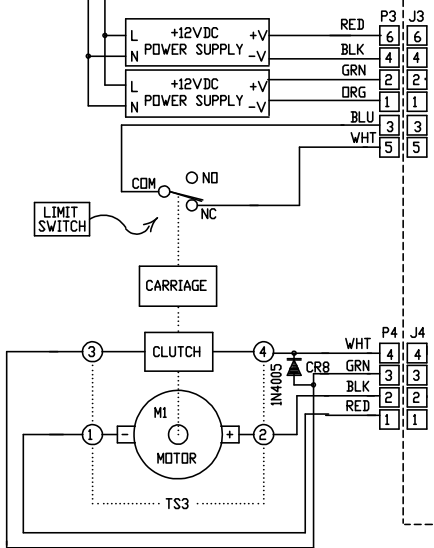 P3 J3
L +12VDC +V RED 6 6
N POWER SUPPLY -V BLK 4 4
L +12VDC +V GRN 2 2
N POWER SUPPLY -V ORG 1 1
BLU 3 3
WHT 5 5
COM NO
NC
LIMIT
SWITCH
CARRIAGE
P4 J4
3 CLUTCH 4 WHT 4 4
1N4005 CR8 GRN 3 3
BLK 2 2
M1 RED 1 1
1 - + 2
MOTOR
TS3